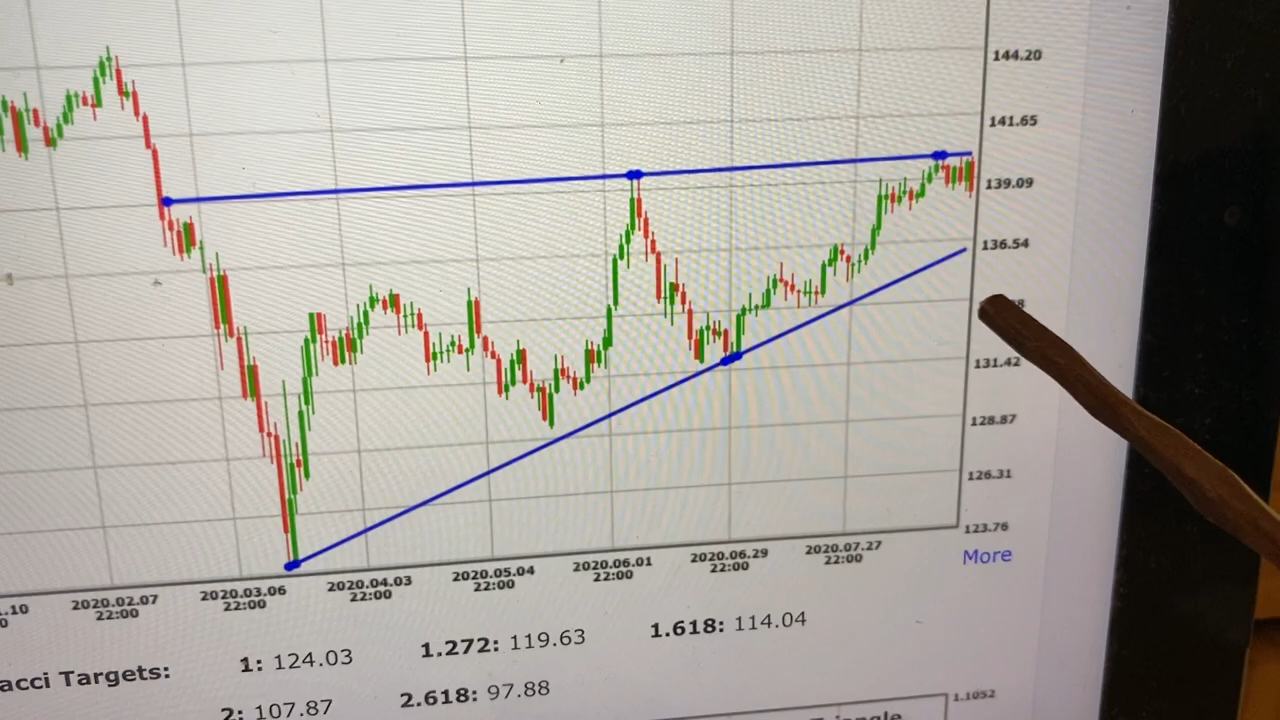 144.20
141.65
139.09
136.54
131.42
128.87
126.31
123.76
2020.02.07 2020.03.06 2020.04.03 2020.05.04 2020.06.01 2020.06.29 2020.07.27
22:00 22:00 22:00 22:00 22:00 22:00 22:00
More
acci Targets: 1: 124.03 1.272: 119.63 1.618: 114.04
2: 107.87 2.618: 97.88
1.1052